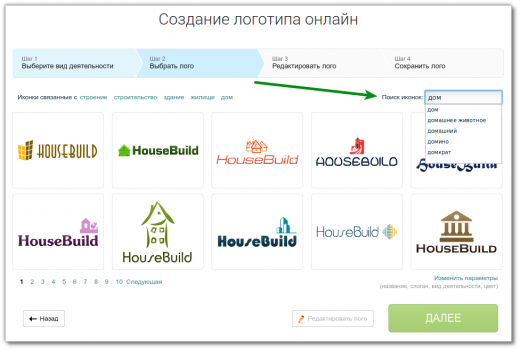 Создание логотипа онлайн
Шаг 1
Выберите вид деятельности
Шаг 2
Выбрать лого
Шаг 3
Редактировать лого
Шаг 4
Сохранить лого
Иконки связанные с строение строительство здание жилище дом
Поиск иконок: дом
дом
домашнее животное
домашний
домино
домкрат
HOUSEBUILD
HouseBuild
HouseBuild
HOUSEBUILD
HouseBuild
HouseBuild
HouseBuild
HouseBuild
HouseBuild
HOUSEBUILD
1 2 3 4 5 6 7 8 9 10 Следующая
Изменить параметры
(название, слоган, вид деятельности, цвет)
Назад
Редактировать лого
ДАЛЕЕ